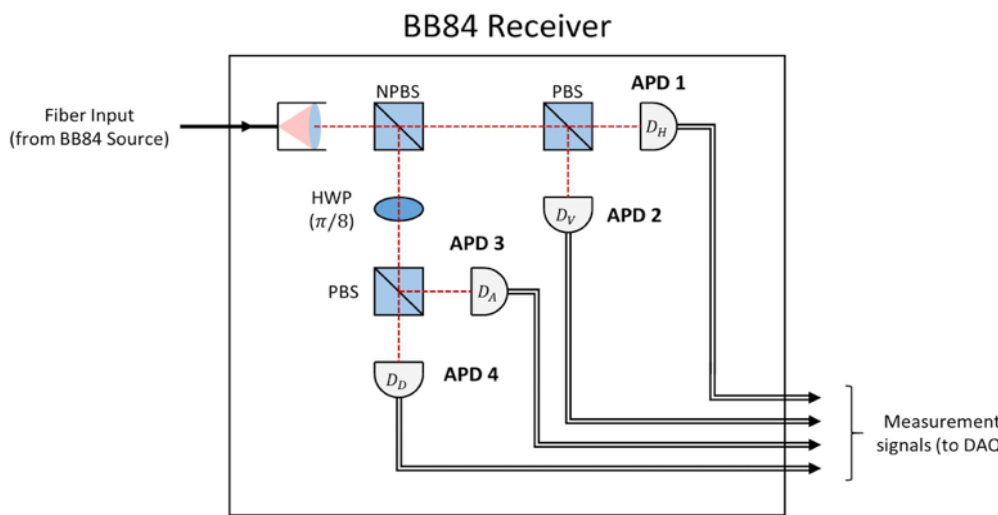 BB84 Receiver
Fiber Input
(from BB84 Source)
NPBS
PBS
APD 1
D_H
HWP
(π/8)
D_V
APD 2
APD 3
PBS
D_A
D_D
APD 4
Measurement
signals (to DAQ